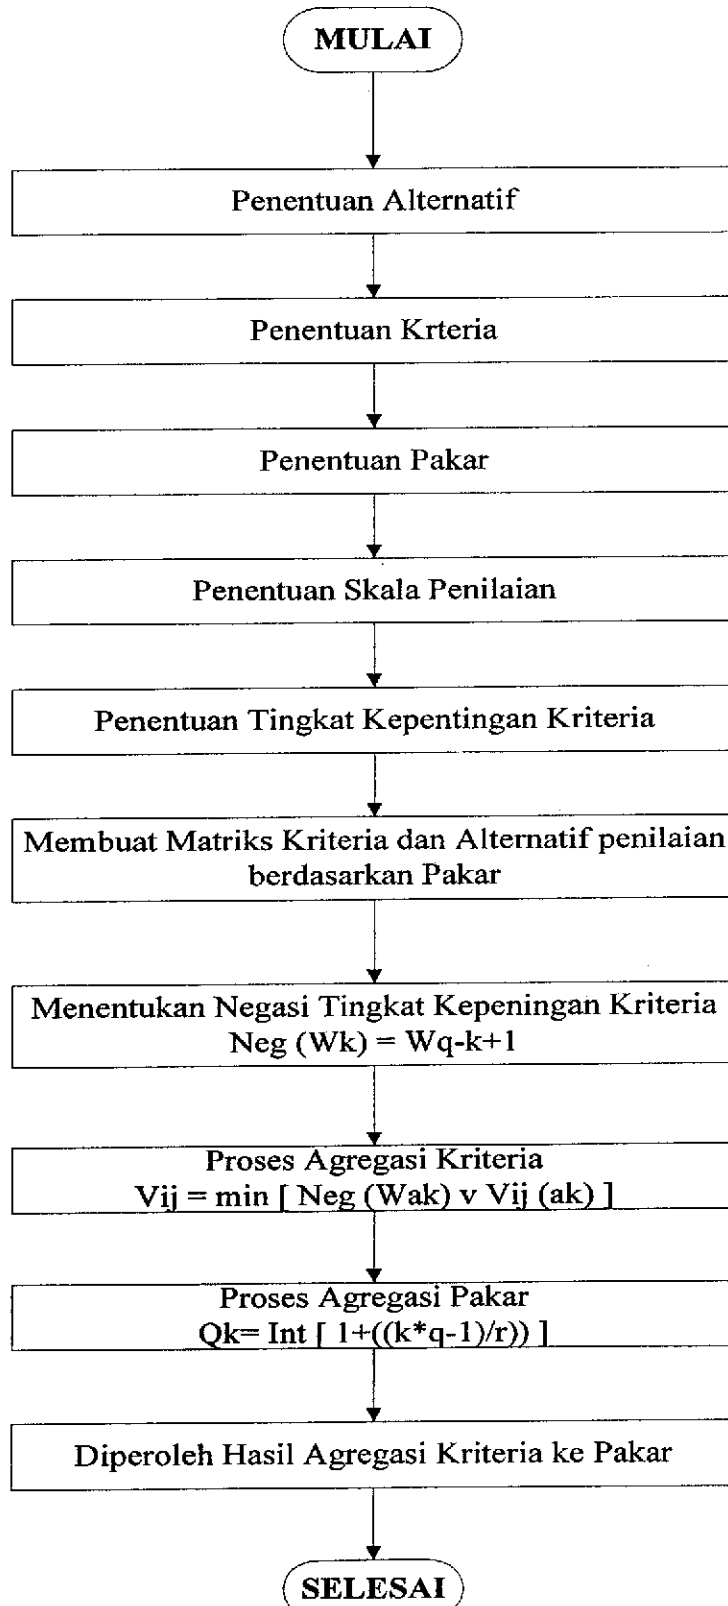 MULAI
Penentuan Alternatif
Penentuan Krteria
Penentuan Pakar
Penentuan Skala Penilaian
Penentuan Tingkat Kepentingan Kriteria
Membuat Matriks Kriteria dan Alternatif penilaian
berdasarkan Pakar
Menentukan Negasi Tingkat Kepeningan Kriteria
Neg (Wk) = Wq-k+1
Proses Agregasi Kriteria
Vij = min [ Neg (Wak) v Vij (ak) ]
Proses Agregasi Pakar
Qk= Int [ 1+((k*q-1)/r)) ]
Diperoleh Hasil Agregasi Kriteria ke Pakar
SELESAI